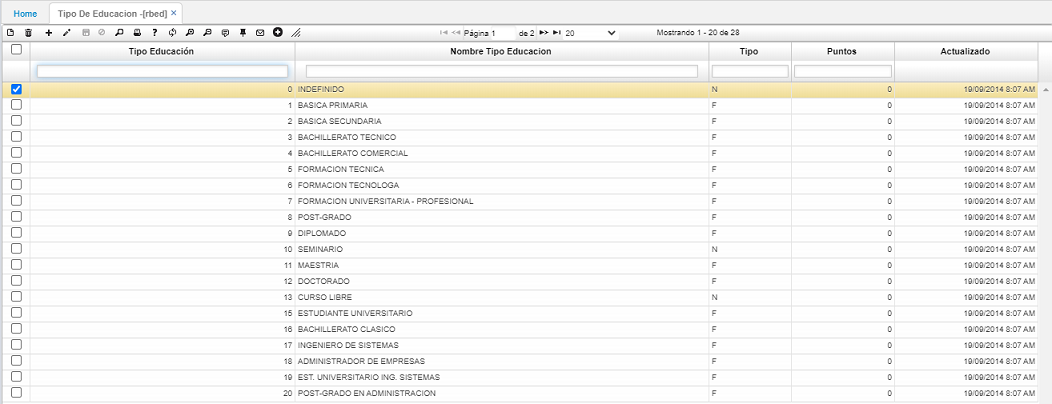 Home Tipo De Educacion -[rbed] ×
Página 1 de 2 20 Mostrando 1 - 20 de 28
Tipo Educación Nombre Tipo Educacion Tipo Puntos Actualizado
0 INDEFINIDO N 0 19/09/2014 8:07 AM
1 BASICA PRIMARIA F 0 19/09/2014 8:07 AM
2 BASICA SECUNDARIA F 0 19/09/2014 8:07 AM
3 BACHILLERATO TECNICO F 0 19/09/2014 8:07 AM
4 BACHILLERATO COMERCIAL F 0 19/09/2014 8:07 AM
5 FORMACION TECNICA F 0 19/09/2014 8:07 AM
6 FORMACION TECNOLOGA F 0 19/09/2014 8:07 AM
7 FORMACION UNIVERSITARIA - PROFESIONAL F 0 19/09/2014 8:07 AM
8 POST-GRADO F 0 19/09/2014 8:07 AM
9 DIPLOMADO F 0 19/09/2014 8:07 AM
10 SEMINARIO N 0 19/09/2014 8:07 AM
11 MAESTRIA F 0 19/09/2014 8:07 AM
12 DOCTORADO F 0 19/09/2014 8:07 AM
13 CURSO LIBRE N 0 19/09/2014 8:07 AM
15 ESTUDIANTE UNIVERSITARIO F 0 19/09/2014 8:07 AM
16 BACHILLERATO CLASICO F 0 19/09/2014 8:07 AM
17 INGENIERO DE SISTEMAS F 0 19/09/2014 8:07 AM
18 ADMINISTRADOR DE EMPRESAS F 0 19/09/2014 8:07 AM
19 EST. UNIVERSITARIO ING. SISTEMAS F 0 19/09/2014 8:07 AM
20 POST-GRADO EN ADMINISTRACION F 0 19/09/2014 8:07 AM